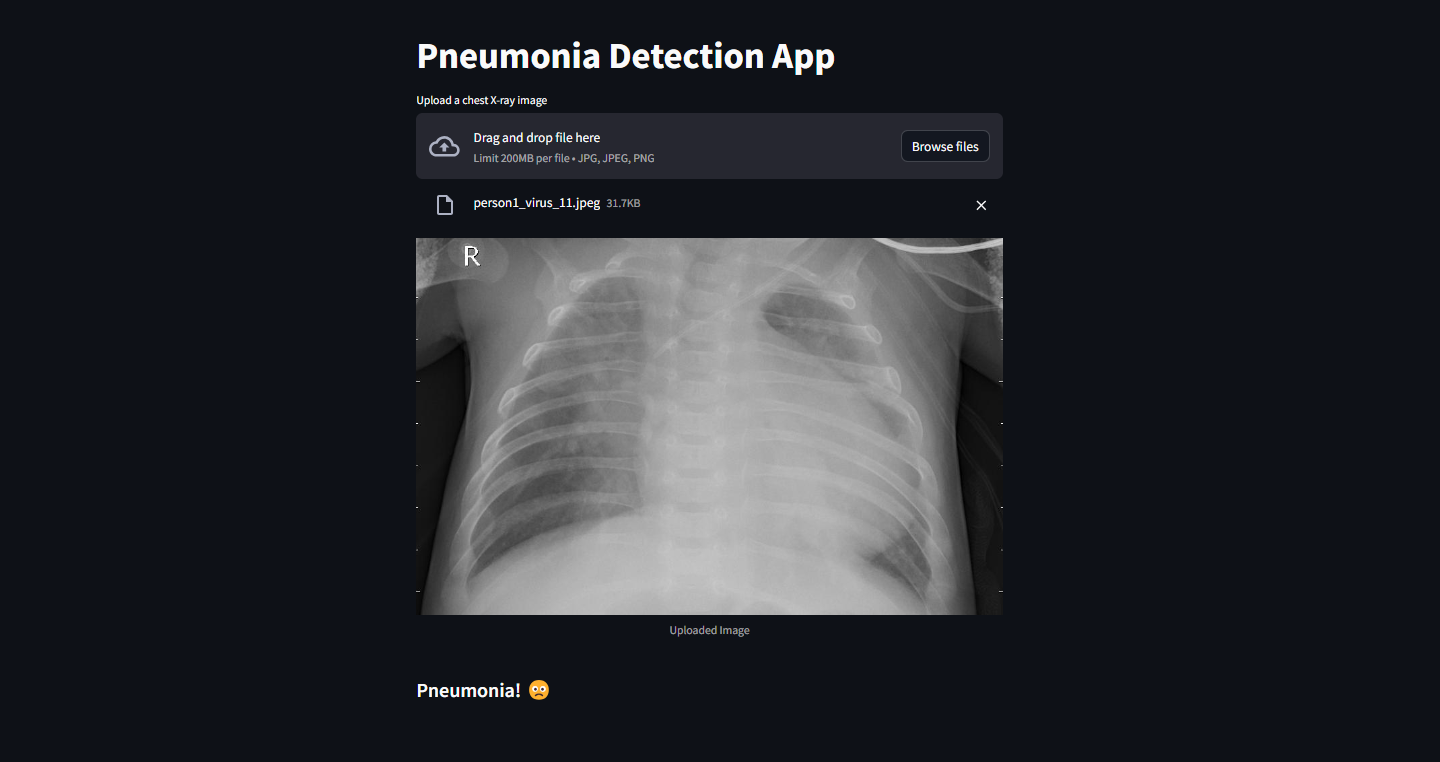 Pneumonia Detection App
Upload a chest X-ray image
Drag and drop file here
Limit 200MB per file • JPG, JPEG, PNG
Browse files
person1_virus_11.jpeg 31.7KB
R
Uploaded Image
Pneumonia! 🙁